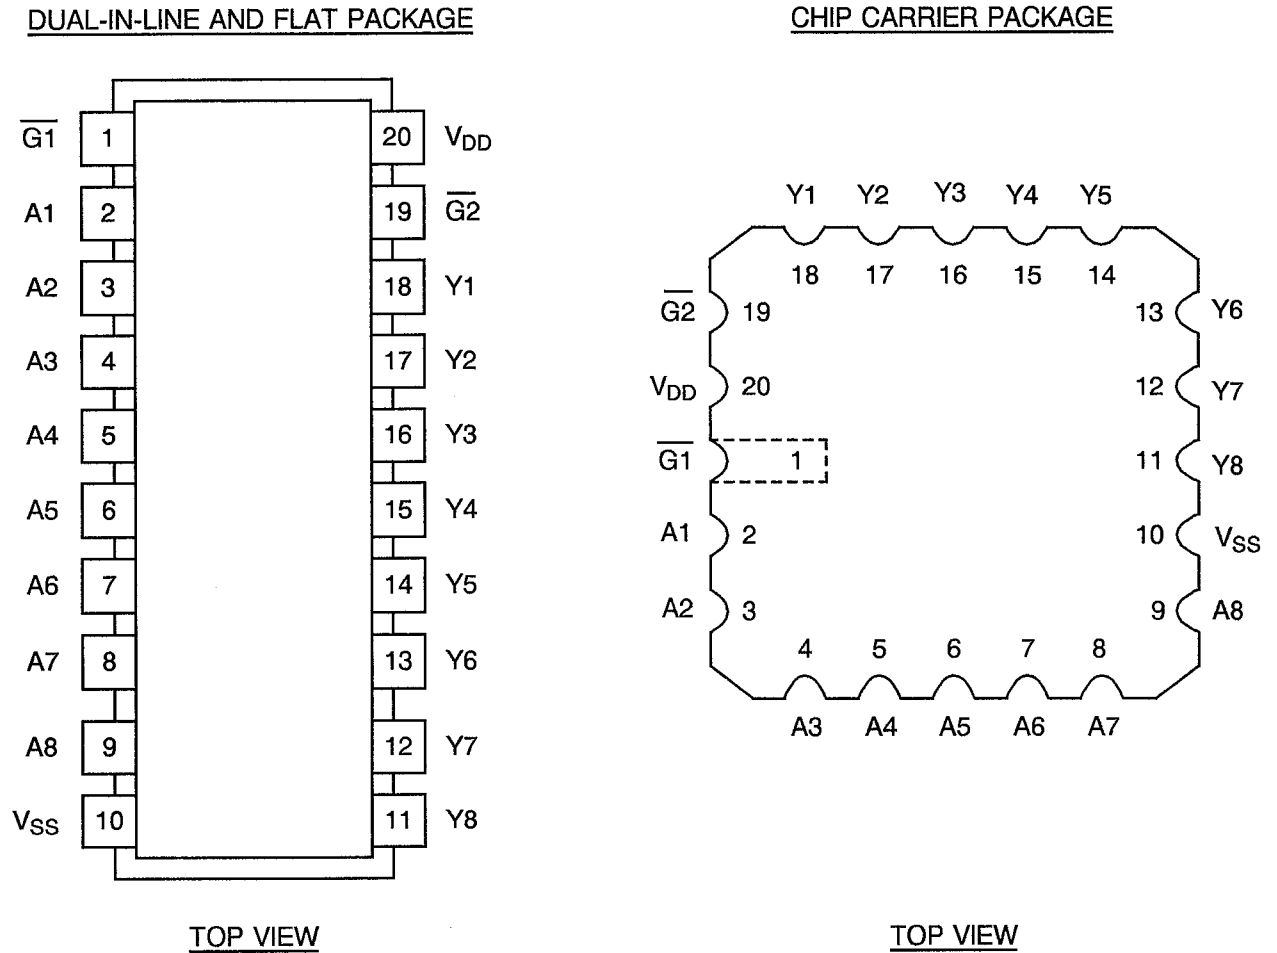 DUAL-IN-LINE AND FLAT PACKAGE
G1 1 20 VDD
A1 2 19 G2
A2 3 18 Y1
A3 4 17 Y2
A4 5 16 Y3
A5 6 15 Y4
A6 7 14 Y5
A7 8 13 Y6
A8 9 12 Y7
VSS 10 11 Y8
TOP VIEW
CHIP CARRIER PACKAGE
Y1 Y2 Y3 Y4 Y5
18 17 16 15 14
G2 19 13 Y6
VDD 20 12 Y7
G1 1 11 Y8
A1 2 10 VSS
A2 3 9 A8
4 5 6 7 8
A3 A4 A5 A6 A7
TOP VIEW